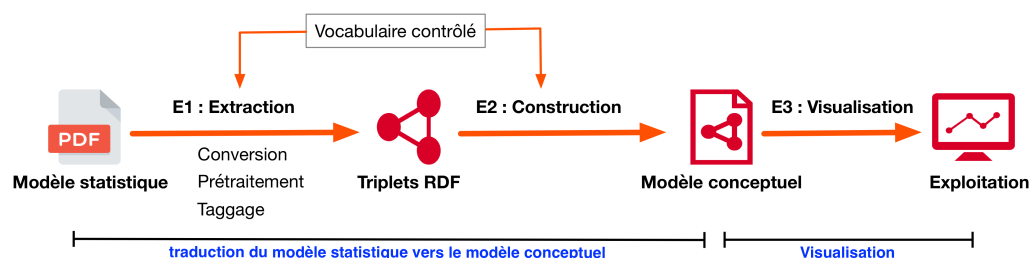 Vocabulaire contrôlé
E1 : Extraction
E2 : Construction
E3 : Visualisation
PDF
Conversion
Prétraitement
Taggage
Modèle statistique
Triplets RDF
Modèle conceptuel
Exploitation
traduction du modèle statistique vers le modèle conceptuel
Visualisation